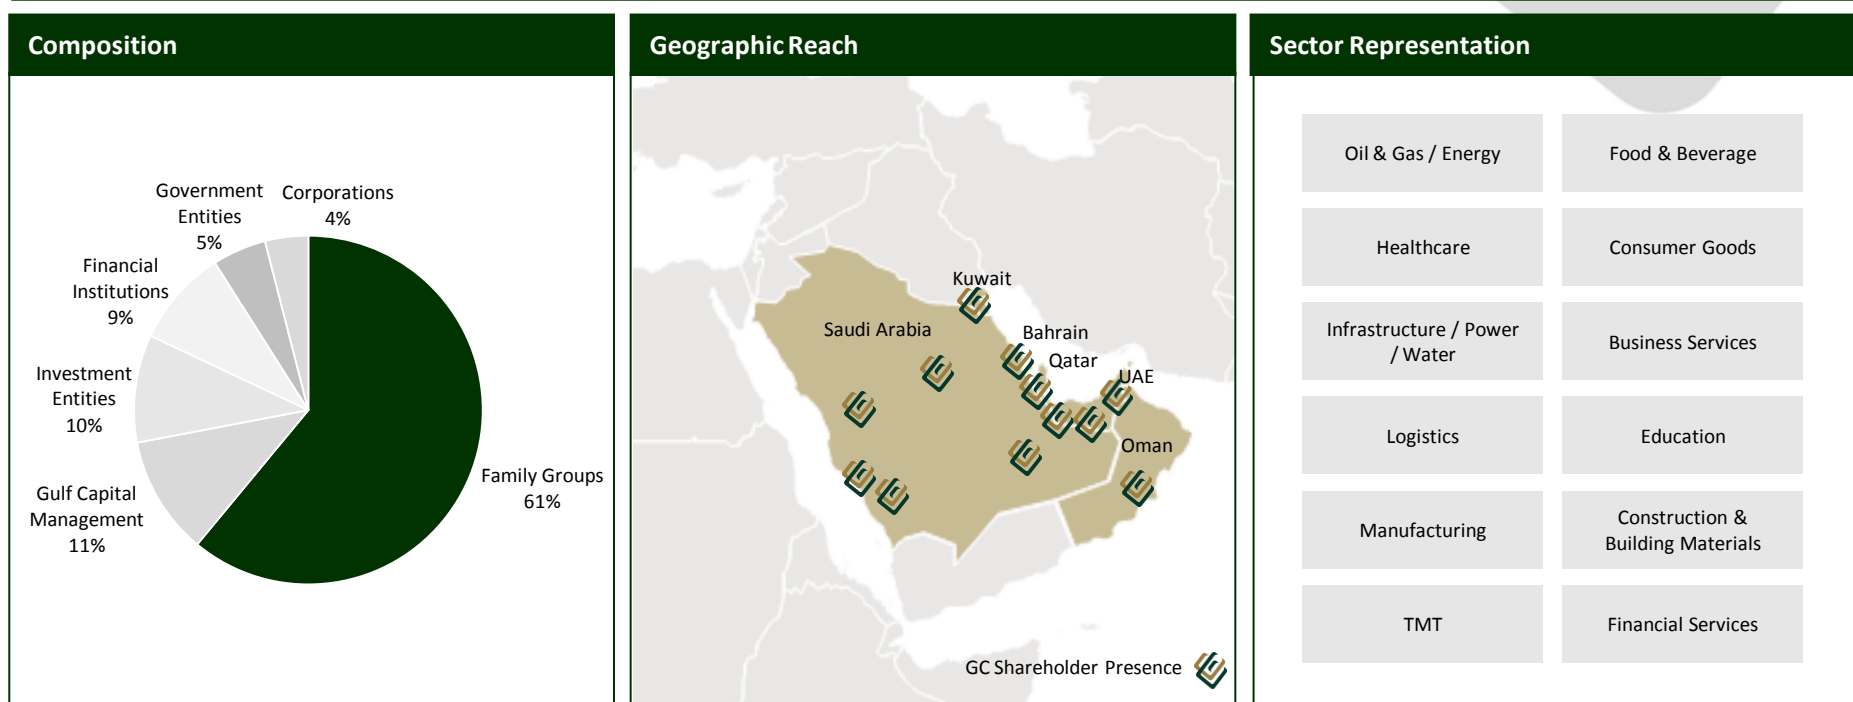 Composition
Government
Entities
5%
Corporations
4%
Financial
Institutions
9%
Investment
Entities
10%
Gulf Capital
Management
11%
Family Groups
61%
Geographic Reach
Kuwait
Saudi Arabia
Bahrain
Qatar
UAE
Oman
GC Shareholder Presence
Sector Representation
Oil & Gas / Energy
Food & Beverage
Healthcare
Consumer Goods
Infrastructure / Power
/ Water
Business Services
Logistics
Education
Manufacturing
Construction &
Building Materials
TMT
Financial Services